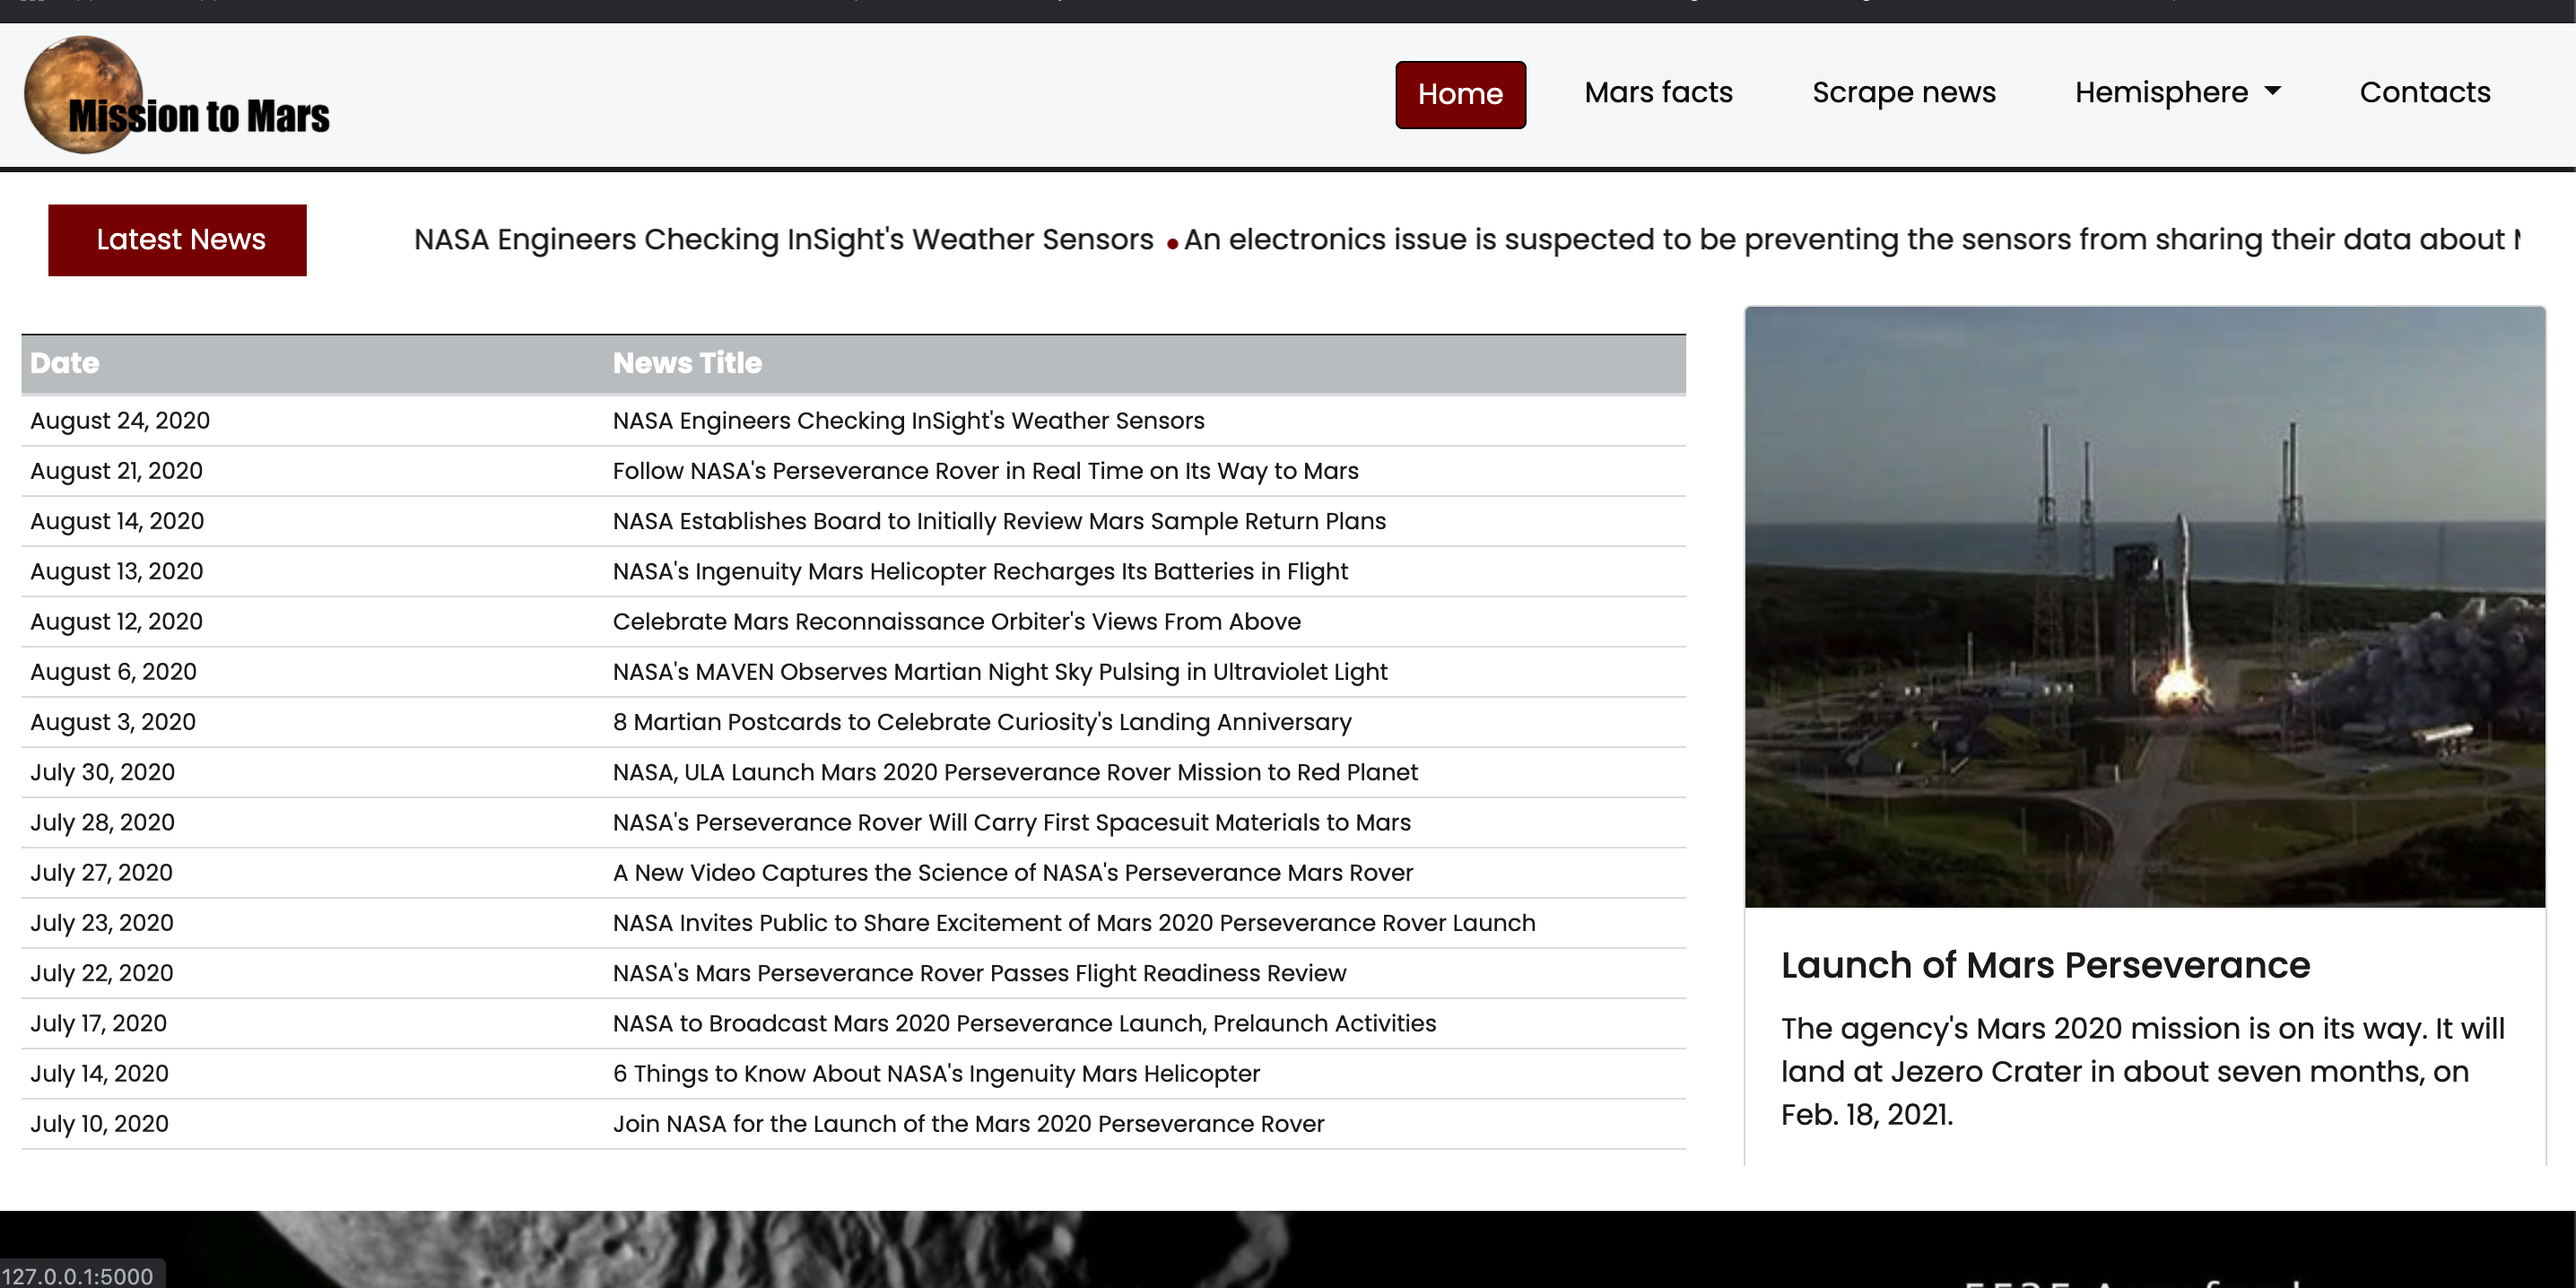 Mission to Mars
Home
Mars facts
Scrape news
Hemisphere
Contacts
Latest News
NASA Engineers Checking InSight's Weather Sensors
An electronics issue is suspected to be preventing the sensors from sharing their data about
Date News Title
August 24, 2020 NASA Engineers Checking InSight's Weather Sensors
August 21, 2020 Follow NASA's Perseverance Rover in Real Time on Its Way to Mars
August 14, 2020 NASA Establishes Board to Initially Review Mars Sample Return Plans
August 13, 2020 NASA's Ingenuity Mars Helicopter Recharges Its Batteries in Flight
August 12, 2020 Celebrate Mars Reconnaissance Orbiter's Views From Above
August 6, 2020 NASA's MAVEN Observes Martian Night Sky Pulsing in Ultraviolet Light
August 3, 2020 8 Martian Postcards to Celebrate Curiosity's Landing Anniversary
July 30, 2020 NASA, ULA Launch Mars 2020 Perseverance Rover Mission to Red Planet
July 28, 2020 NASA's Perseverance Rover Will Carry First Spacesuit Materials to Mars
July 27, 2020 A New Video Captures the Science of NASA's Perseverance Mars Rover
July 23, 2020 NASA Invites Public to Share Excitement of Mars 2020 Perseverance Rover Launch
July 22, 2020 NASA's Mars Perseverance Rover Passes Flight Readiness Review
July 17, 2020 NASA to Broadcast Mars 2020 Perseverance Launch, Prelaunch Activities
July 14, 2020 6 Things to Know About NASA's Ingenuity Mars Helicopter
July 10, 2020 Join NASA for the Launch of the Mars 2020 Perseverance Rover
Launch of Mars Perseverance
The agency's Mars 2020 mission is on its way. It will
land at Jezero Crater in about seven months, on
Feb. 18, 2021.
127.0.0.1:5000